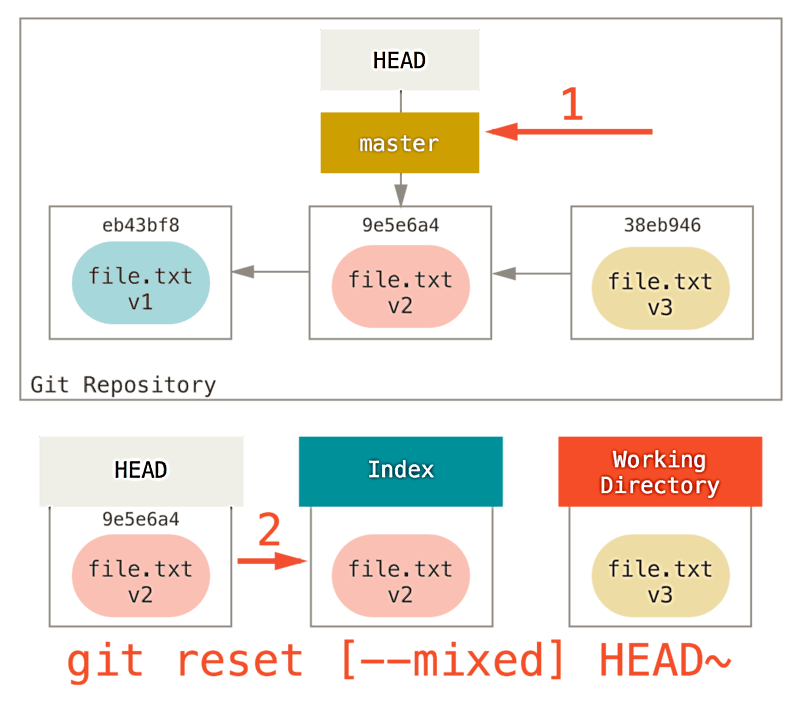 HEAD
1
master
eb43bf8
9e5e6a4
38eb946
file.txt
v1
file.txt
v2
file.txt
v3
Git Repository
HEAD
Index
Working
Directory
9e5e6a4
2
file.txt
v2
file.txt
v2
file.txt
v3
git reset [--mixed] HEAD~